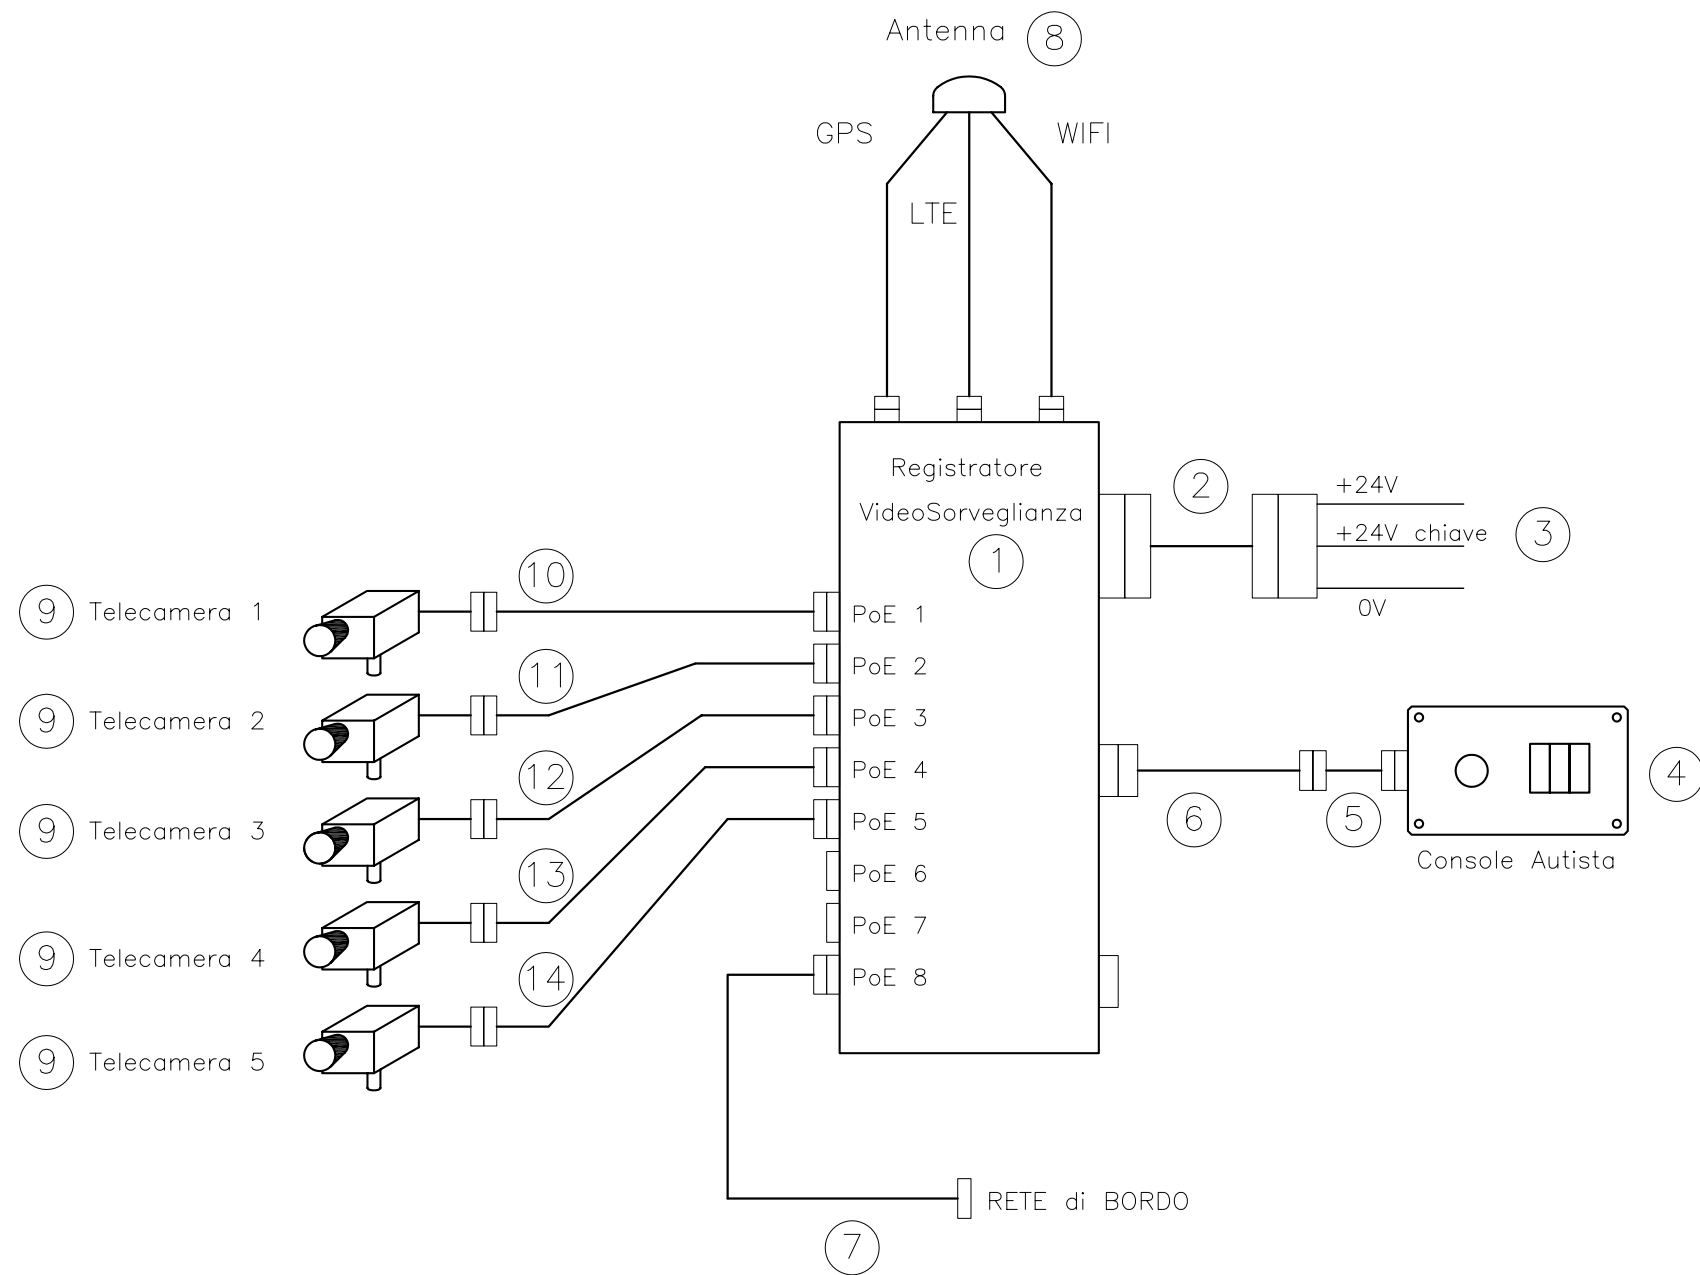 Antenna 8
GPS
WIFI
LTE
Registratore
VideoSorveglianza
1
2
+24V
+24V chiave
0V
3
9 Telecamera 1
10
PoE 1
9 Telecamera 2
11
PoE 2
9 Telecamera 3
12
PoE 3
9 Telecamera 4
13
PoE 4
9 Telecamera 5
14
PoE 5
PoE 6
PoE 7
PoE 8
6
5
4
Console Autista
RETE di BORDO
7